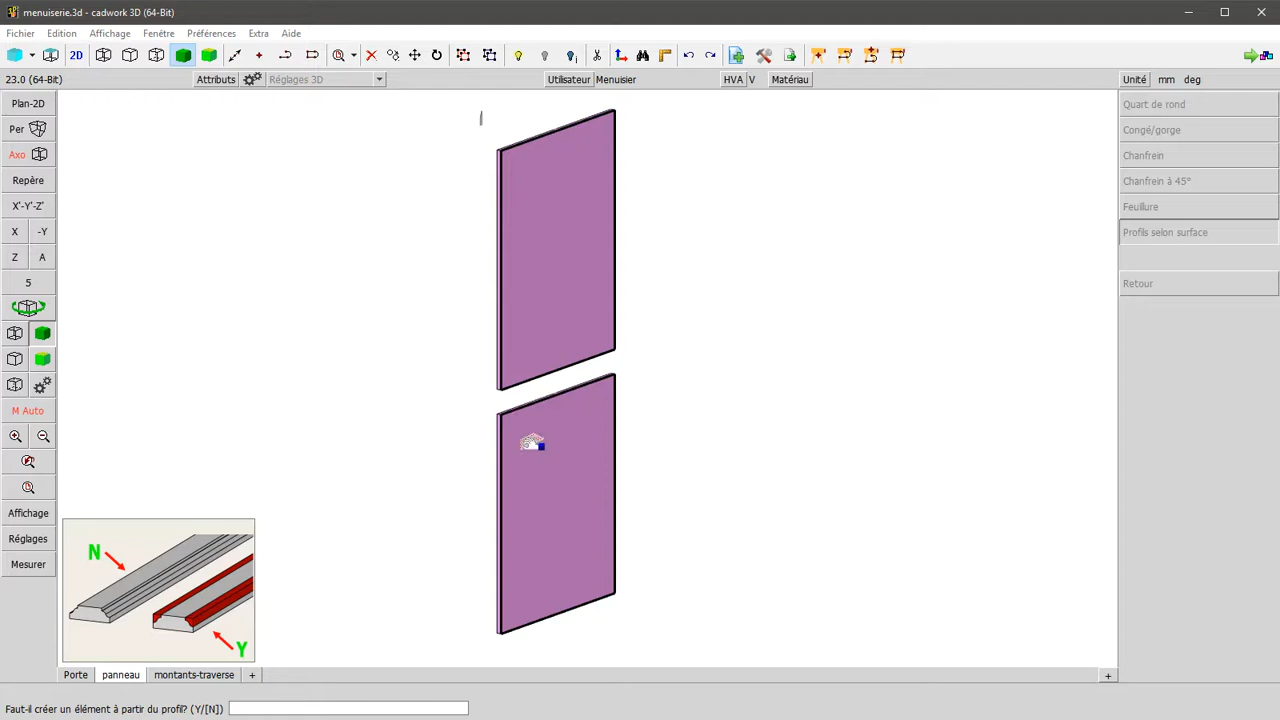 menuiserie.3d - cadwork 3D (64-Bit)
Fichier Edition Affichage Fenêtre Préférences Extra Aide
2D
23.0 (64-Bit) Attributs Réglages 3D Utilisateur Menuisier HVA V Matériau Unité mm deg
Plan-2D
Per
Axo
Repère
X'-Y'-Z'
X -Y
Z A
5
M Auto
Affichage
Réglages
Mesurer
Quart de rond
Congé/gorge
Chanfrein
Chanfrein à 45°
Feuillure
Profils selon surface
Retour
N
Y
Porte panneau montants-traverse + +
Faut-il créer un élément à partir du profil? (Y/[N])